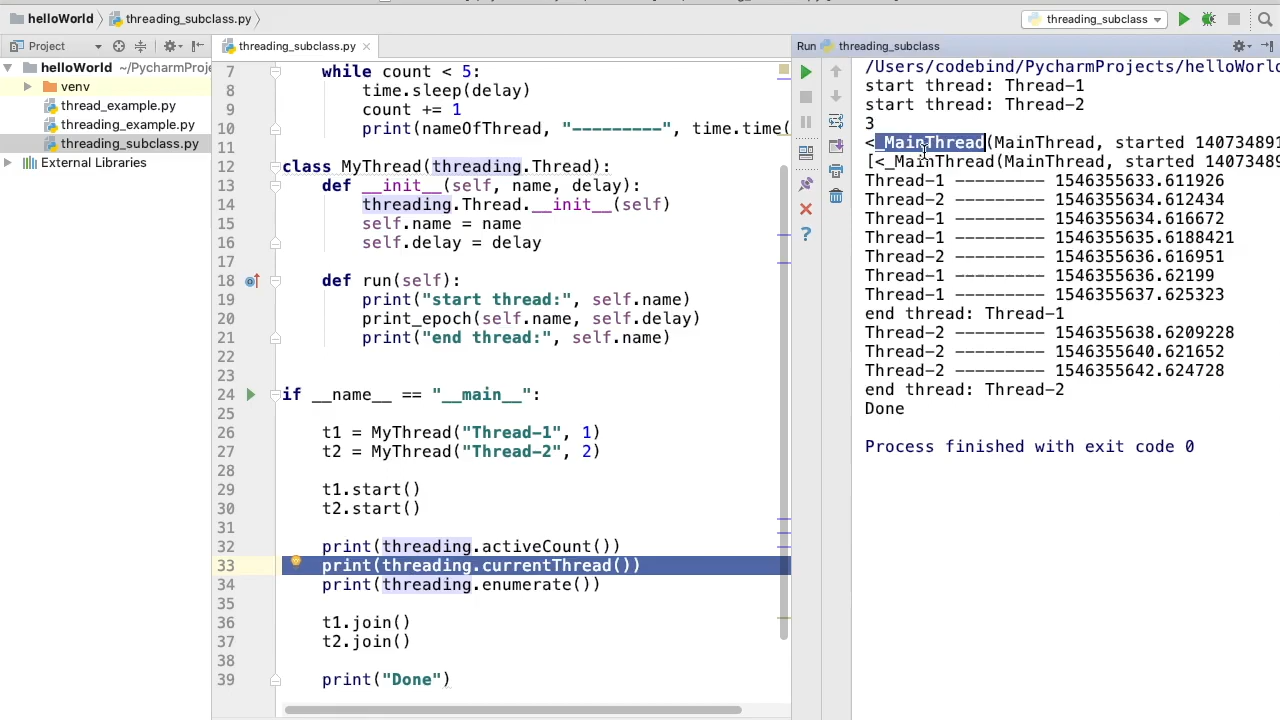 helloWorld threading_subclass.py threading_subclass
Project threading_subclass.py Run threading_subclass
helloWorld ~/PycharmProje
venv
thread_example.py
threading_example.py
threading_subclass.py
External Libraries
7 while count < 5:
8 time.sleep(delay)
9 count += 1
10 print(nameOfThread, "---------", time.time(
11
12 class MyThread(threading.Thread):
13 def __init__(self, name, delay):
14 threading.Thread.__init__(self)
15 self.name = name
16 self.delay = delay
17
18 def run(self):
19 print("start thread:", self.name)
20 print_epoch(self.name, self.delay)
21 print("end thread:", self.name)
22
23
24 if __name__ == "__main__":
25
26 t1 = MyThread("Thread-1", 1)
27 t2 = MyThread("Thread-2", 2)
28
29 t1.start()
30 t2.start()
31
32 print(threading.activeCount())
33 print(threading.currentThread())
34 print(threading.enumerate())
35
36 t1.join()
37 t2.join()
38
39 print("Done")
/Users/codebind/PycharmProjects/helloWorld
start thread: Thread-1
start thread: Thread-2
3
<_MainThread(MainThread, started 140734891
[<_MainThread(MainThread, started 14073489
Thread-1 --------- 1546355633.611926
Thread-2 --------- 1546355634.612434
Thread-1 --------- 1546355634.616672
Thread-1 --------- 1546355635.6188421
Thread-2 --------- 1546355636.616951
Thread-1 --------- 1546355636.62199
Thread-1 --------- 1546355637.625323
end thread: Thread-1
Thread-2 --------- 1546355638.6209228
Thread-2 --------- 1546355640.621652
Thread-2 --------- 1546355642.624728
end thread: Thread-2
Done
Process finished with exit code 0